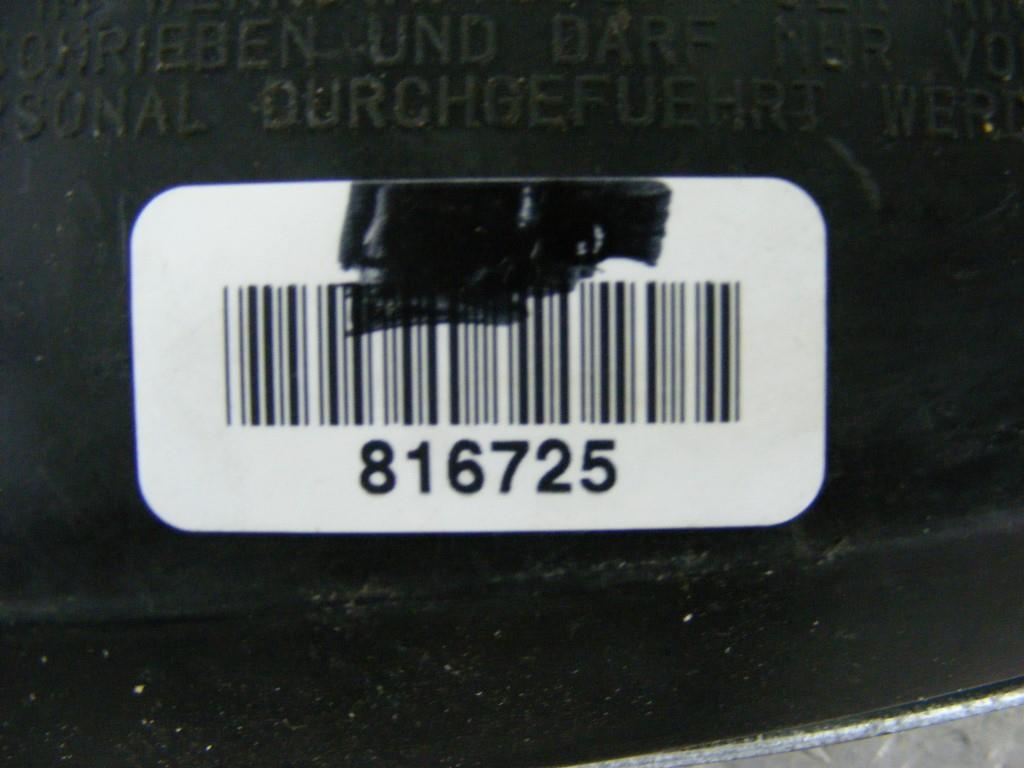 SCHRIEBEN UND DARF NUR VO
RSONAL DURCHGEFUEHRT WERD
816725